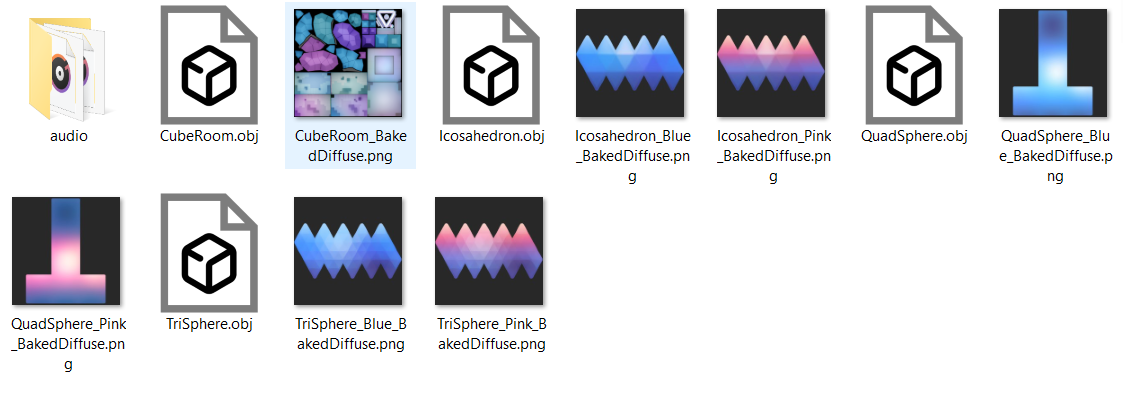 audio
CubeRoom.obj
CubeRoom_Bake
dDiffuse.png
Icosahedron.obj
Icosahedron_Blue
_BakedDiffuse.pn
g
Icosahedron_Pink
_BakedDiffuse.pn
g
QuadSphere.obj
QuadSphere_Blu
e_BakedDiffuse.p
ng
QuadSphere_Pink
_BakedDiffuse.pn
g
TriSphere.obj
TriSphere_Blue_B
akedDiffuse.png
TriSphere_Pink_B
akedDiffuse.png